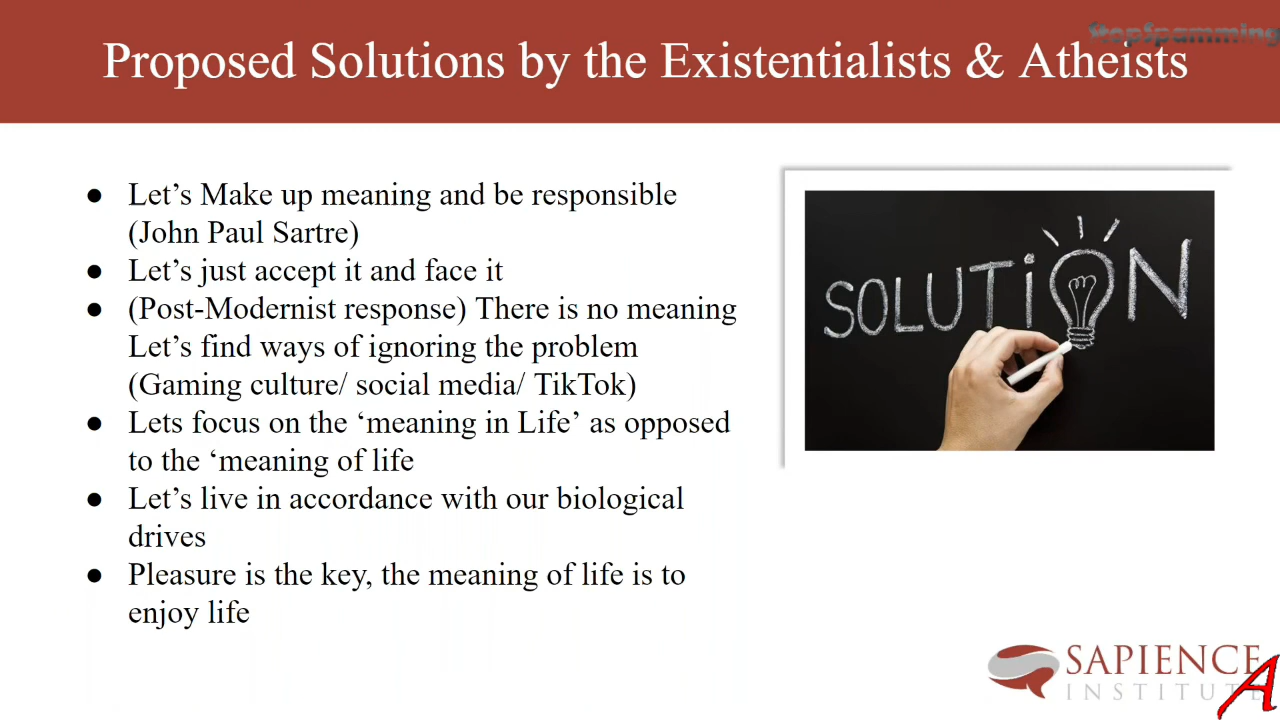 StopSpamming
Proposed Solutions by the Existentialists & Atheists
● Let’s Make up meaning and be responsible
(John Paul Sartre)
● Let’s just accept it and face it
● (Post-Modernist response) There is no meaning
Let’s find ways of ignoring the problem
(Gaming culture/ social media/ TikTok)
● Lets focus on the ‘meaning in Life’ as opposed
to the ‘meaning of life
● Let’s live in accordance with our biological
drives
● Pleasure is the key, the meaning of life is to
enjoy life
SOLUTiON
SAPIENCE
INSTITUTE
A